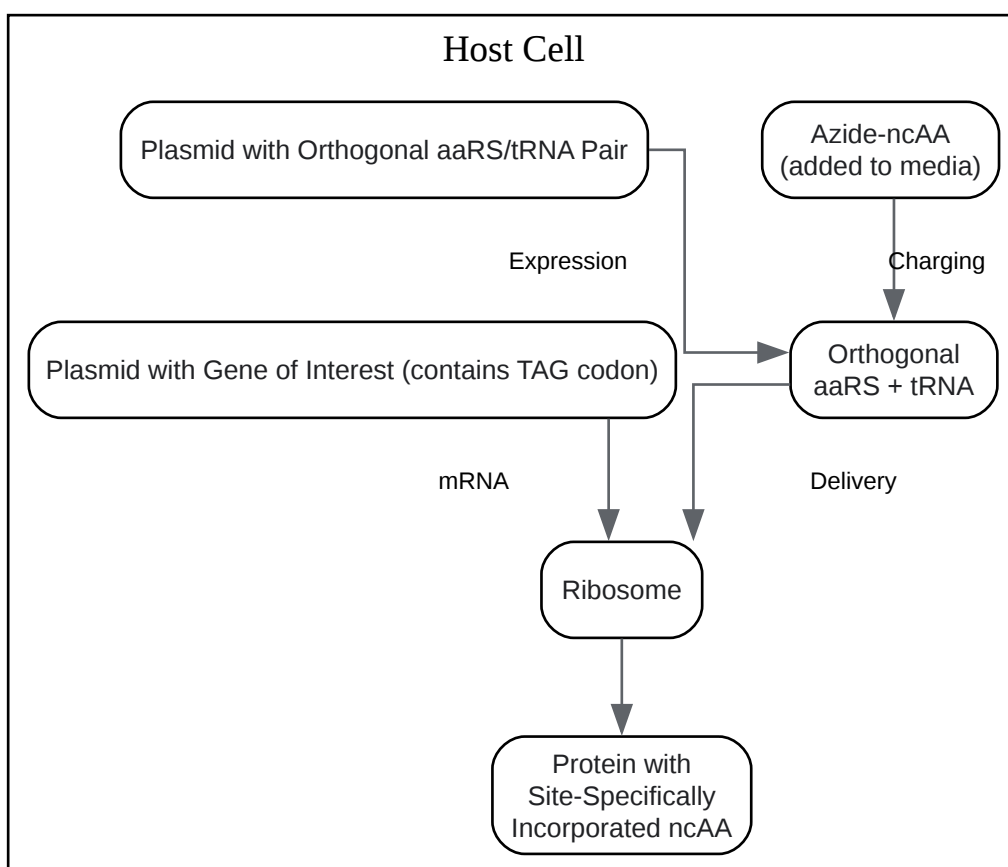 Host Cell
Plasmid with Orthogonal aaRS/tRNA Pair
Azide-ncAA
(added to media)
Expression
Charging
Plasmid with Gene of Interest (contains TAG codon)
Orthogonal
aaRS + tRNA
mRNA
Delivery
Ribosome
Protein with
Site-Specifically
Incorporated ncAA